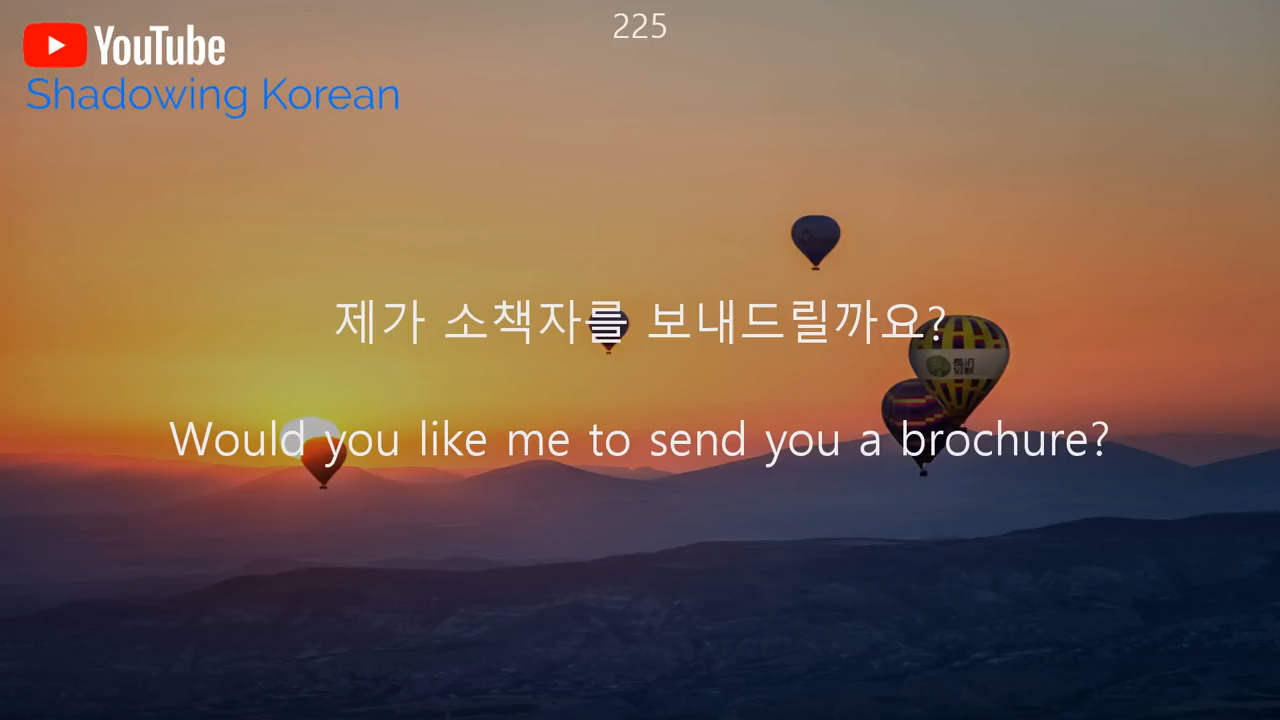 225
YouTube
Shadowing Korean
제가 소책자를 보내드릴까요?
Would you like me to send you a brochure?